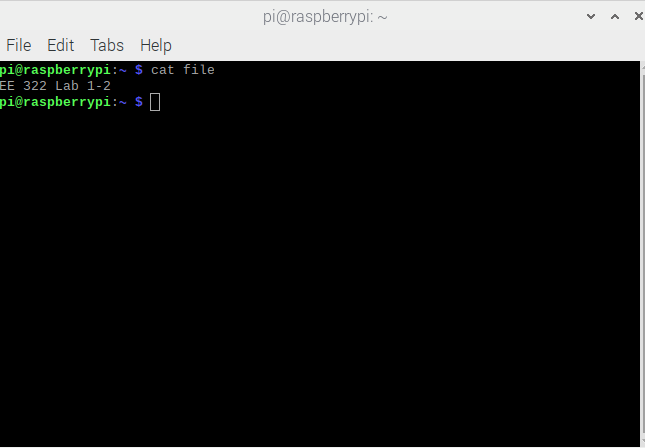 pi@raspberrypi: ~
File Edit Tabs Help
pi@raspberrypi:~ $ cat file
EE 322 Lab 1-2
pi@raspberrypi:~ $